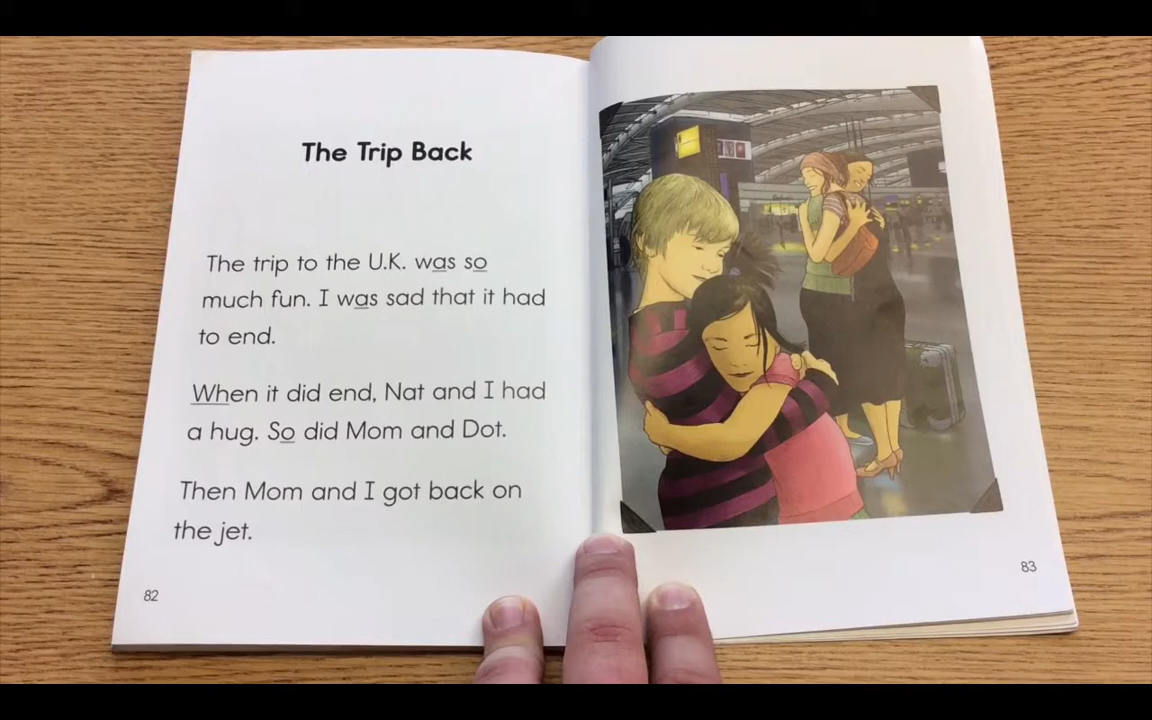 The Trip Back
The trip to the U.K. was so
much fun. I was sad that it had
to end.
When it did end, Nat and I had
a hug. So did Mom and Dot.
Then Mom and I got back on
the jet.
82
83